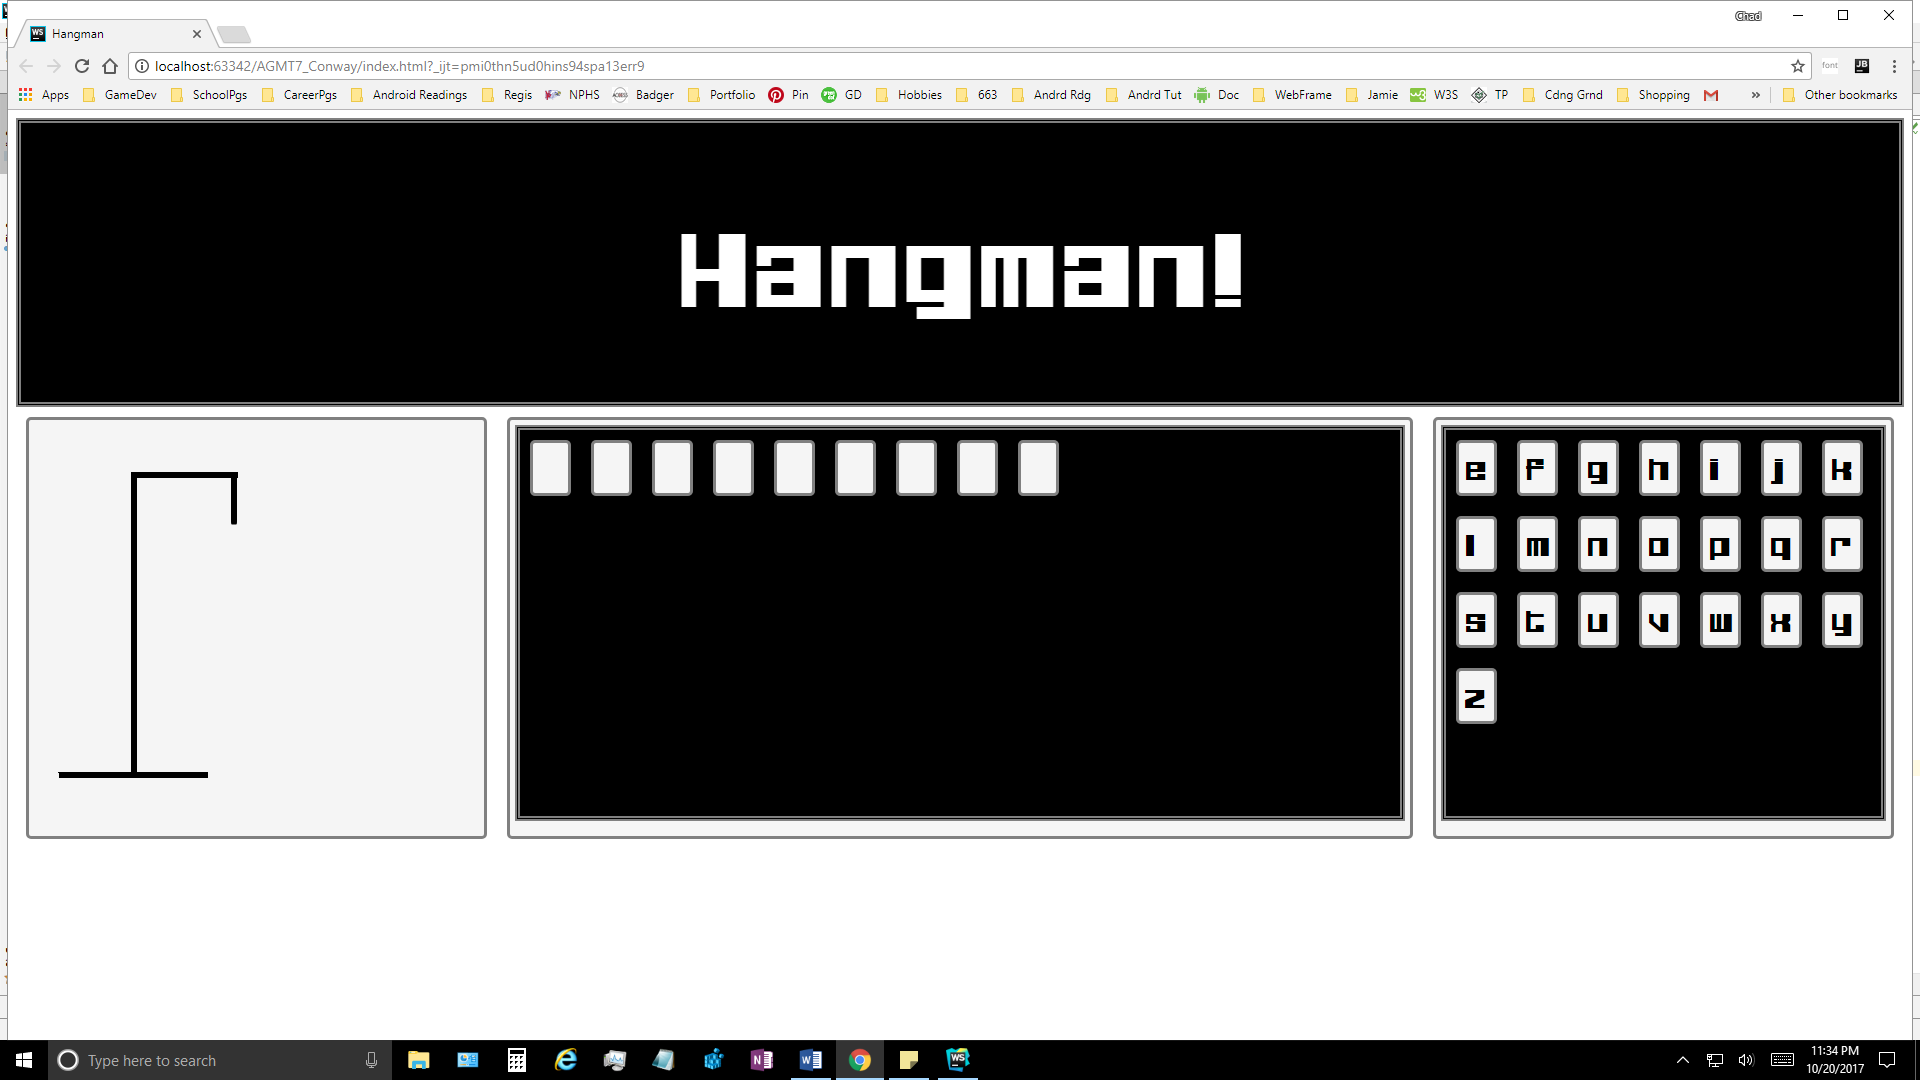 Chad
WS Hangman
localhost:63342/AGMT7_Conway/index.html?_ijt=pmi0thn5ud0hins94spa13err9 font JB
Apps GameDev SchoolPgs CareerPgs Android Readings Regis NPHS Badger Portfolio Pin GD Hobbies 663 Andrd Rdg Andrd Tut Doc WebFrame Jamie W3S TP Cdng Grnd Shopping » Other bookmarks
Hangman!
e f g h i j k
l m n o p q r
s t u v w x y
z
Type here to search
11:34 PM
10/20/2017